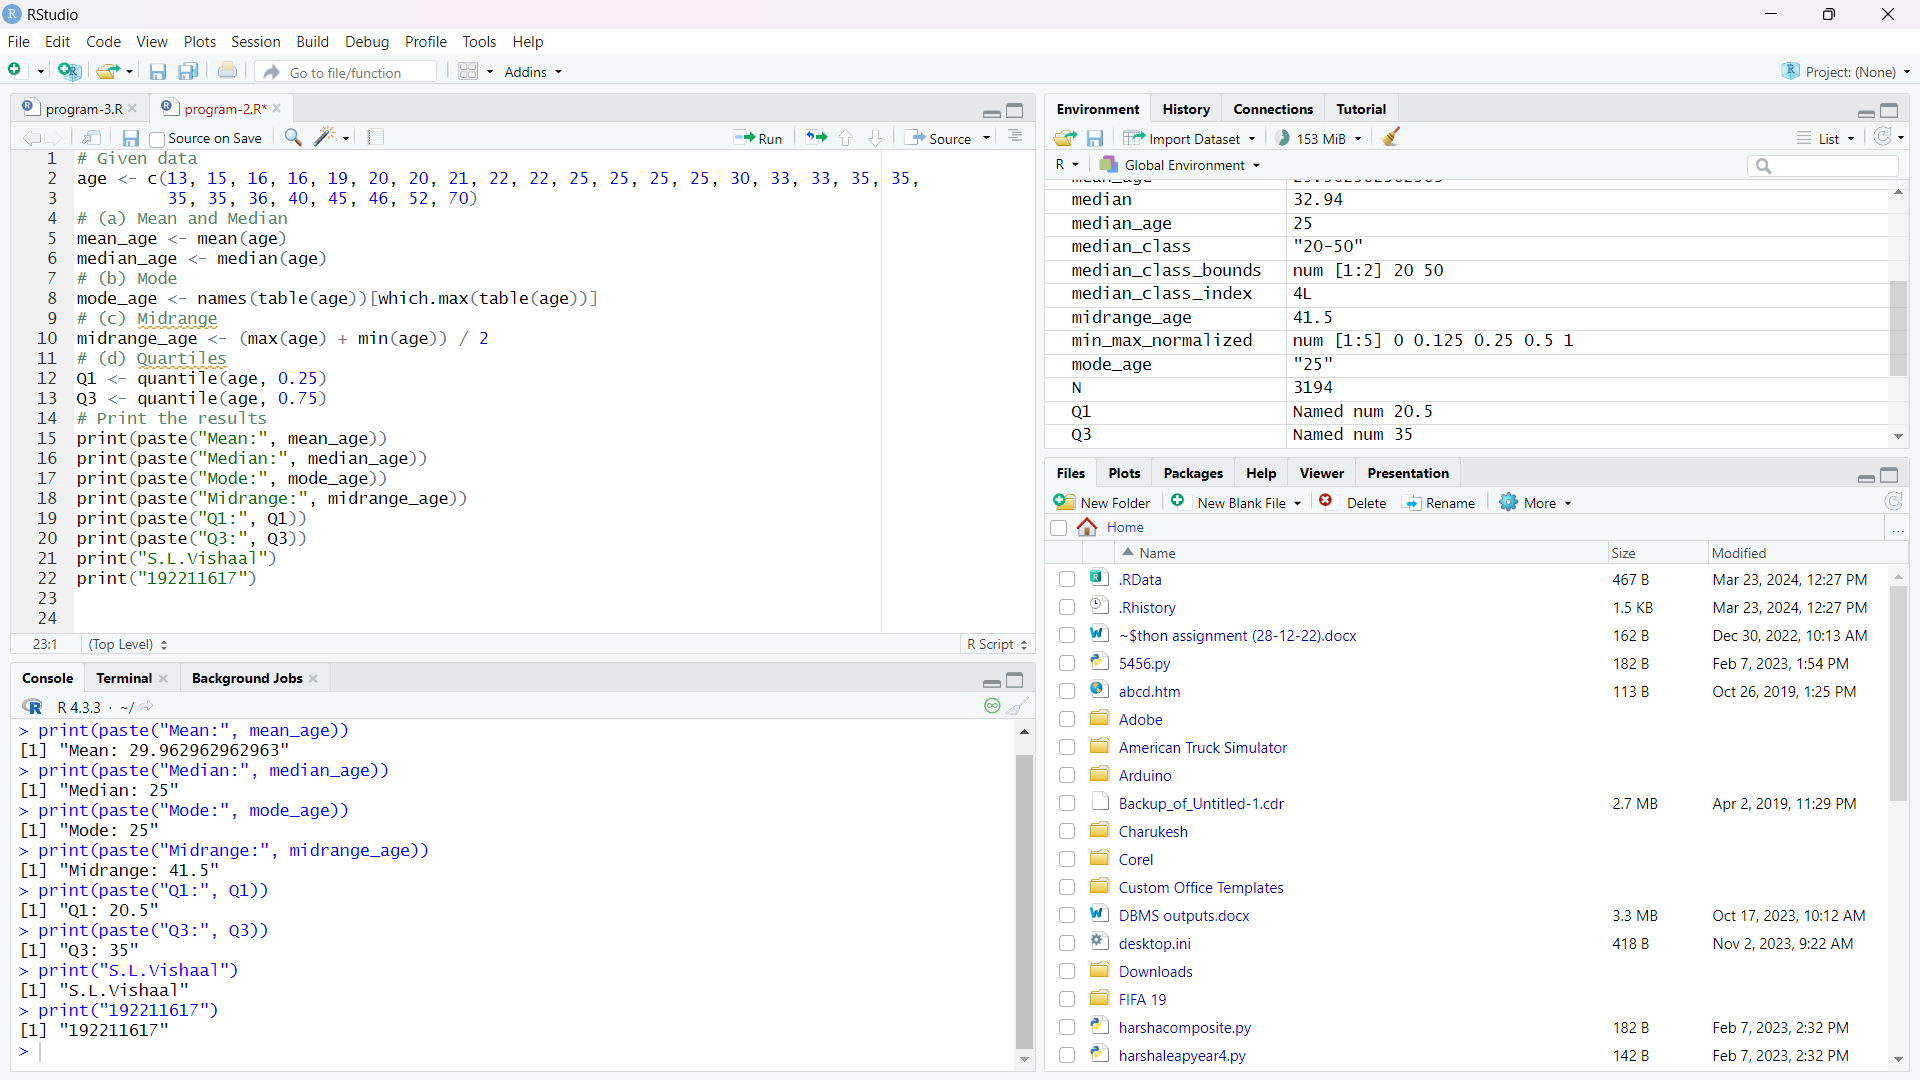 RStudio
File Edit Code View Plots Session Build Debug Profile Tools Help
Go to file/function Addins Project: (None)
program-3.R program-2.R*
Source on Save Run Source
1 # Given data
2 age <- c(13, 15, 16, 16, 19, 20, 20, 21, 22, 22, 25, 25, 25, 25, 30, 33, 33, 35, 35,
3 35, 35, 36, 40, 45, 46, 52, 70)
4 # (a) Mean and Median
5 mean_age <- mean(age)
6 median_age <- median(age)
7 # (b) Mode
8 mode_age <- names(table(age))[which.max(table(age))]
9 # (c) Midrange
10 midrange_age <- (max(age) + min(age)) / 2
11 # (d) Quartiles
12 Q1 <- quantile(age, 0.25)
13 Q3 <- quantile(age, 0.75)
14 # Print the results
15 print(paste("Mean:", mean_age))
16 print(paste("Median:", median_age))
17 print(paste("Mode:", mode_age))
18 print(paste("Midrange:", midrange_age))
19 print(paste("Q1:", Q1))
20 print(paste("Q3:", Q3))
21 print("S.L.Vishaal")
22 print("192211617")
23
24
23:1 (Top Level) R Script
Console Terminal Background Jobs
R 4.3.3 · ~/
> print(paste("Mean:", mean_age))
[1] "Mean: 29.962962962963"
> print(paste("Median:", median_age))
[1] "Median: 25"
> print(paste("Mode:", mode_age))
[1] "Mode: 25"
> print(paste("Midrange:", midrange_age))
[1] "Midrange: 41.5"
> print(paste("Q1:", Q1))
[1] "Q1: 20.5"
> print(paste("Q3:", Q3))
[1] "Q3: 35"
> print("S.L.Vishaal")
[1] "S.L.Vishaal"
> print("192211617")
[1] "192211617"
>
Environment History Connections Tutorial
Import Dataset 153 MiB List
R Global Environment
median 32.94
median_age 25
median_class "20-50"
median_class_bounds num [1:2] 20 50
median_class_index 4L
midrange_age 41.5
min_max_normalized num [1:5] 0 0.125 0.25 0.5 1
mode_age "25"
N 3194
Q1 Named num 20.5
Q3 Named num 35
Files Plots Packages Help Viewer Presentation
New Folder New Blank File Delete Rename More
Home ...
Name Size Modified
.RData 467 B Mar 23, 2024, 12:27 PM
.Rhistory 1.5 KB Mar 23, 2024, 12:27 PM
~$thon assignment (28-12-22).docx 162 B Dec 30, 2022, 10:13 AM
5456.py 182 B Feb 7, 2023, 1:54 PM
abcd.htm 113 B Oct 26, 2019, 1:25 PM
Adobe
American Truck Simulator
Arduino
Backup_of_Untitled-1.cdr 2.7 MB Apr 2, 2019, 11:29 PM
Charukesh
Corel
Custom Office Templates
DBMS outputs.docx 3.3 MB Oct 17, 2023, 10:12 AM
desktop.ini 418 B Nov 2, 2023, 9:22 AM
Downloads
FIFA 19
harshacomposite.py 182 B Feb 7, 2023, 2:32 PM
harshaleapyear4.py 142 B Feb 7, 2023, 2:32 PM